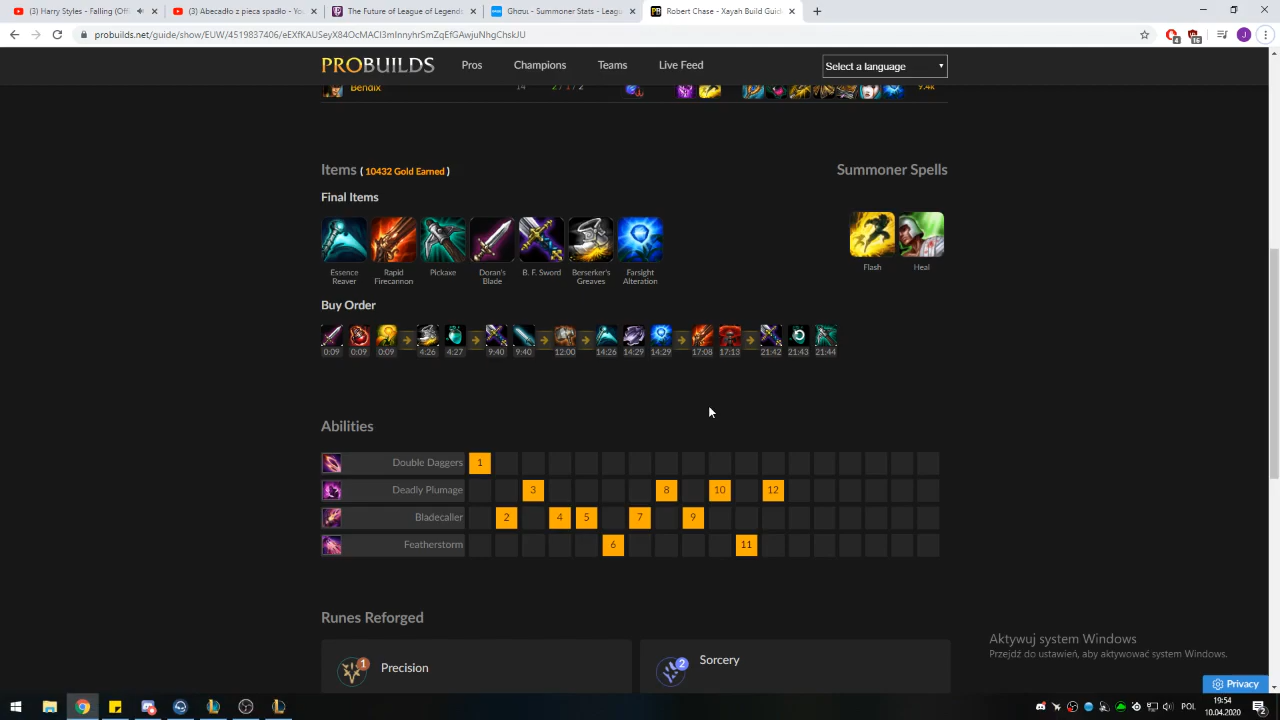 (3) Harry Styles - Falling (Offi
(3) Abecadło z pieca spadło - Yo
The Future of League of Legend
Ghzul - Summoner Stats - Leagu
Robert Chase - Xayah Build Guid
probuilds.net/guide/show/EUW/4519837406/
PROBUILDS
Pros
Champions
Teams
Live Feed
Select a language
Bendix
14
9.4k
Items ( 10432 Gold Earned )
Summoner Spells
Final Items
Essence Rapid Pickaxe Doran's B. F. Sword Berserker's Farsight
Reaver Firecannon Blade Greaves Alteration
Flash Heal
Buy Order
0:09 0:09 0:09 4:26 4:27 9:40 9:40 12:00 14:26 14:29 14:29 17:08 17:13 21:42 21:43 21:44
Abilities
Double Daggers 1
Deadly Plumage 3 8 10 12
Bladecaller 2 4 5 7 9
Featherstorm 6 11
Runes Reforged
1 Precision
2 Sorcery
Aktywuj system Windows
Przejdź do ustawień, aby aktywować system Windows.
Privacy
POL
19:54
10.04.2020
2